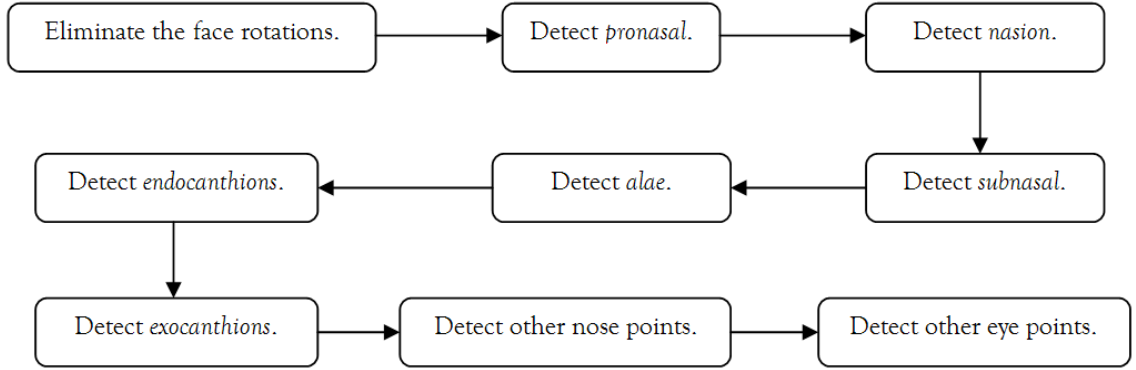 Eliminate the face rotations.
Detect pronasal.
Detect nasion.
Detect subnasal.
Detect alae.
Detect endocanthions.
Detect exocanthions.
Detect other nose points.
Detect other eye points.